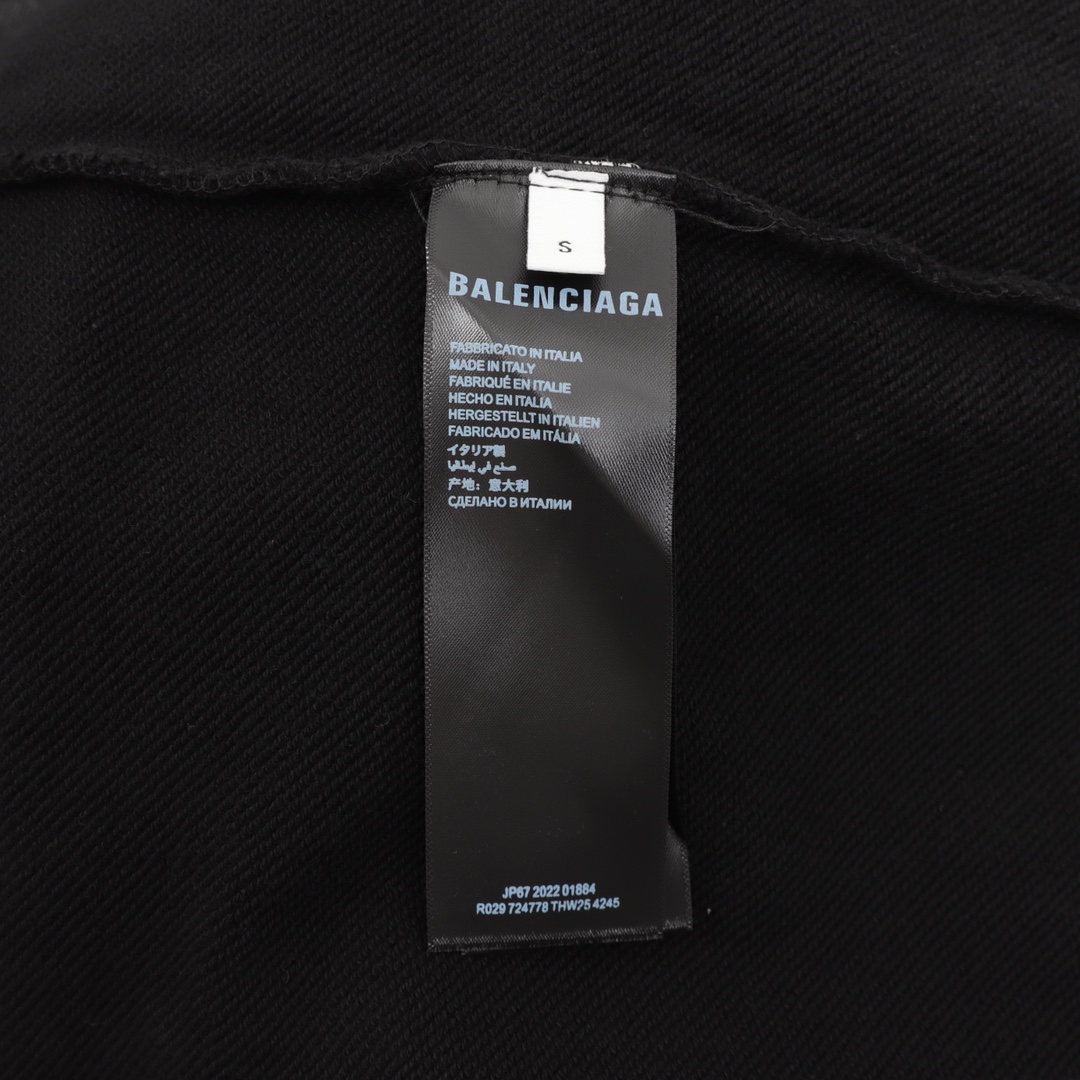 S
BALENCIAGA
FABBRICATO IN ITALIA
MADE IN ITALY
FABRIQUÉ EN ITALIE
HECHO EN ITALIA
HERGESTELLT IN ITALIEN
FABRICADO EM ITÁLIA
イタリア製
صنع في إيطاليا
产地：意大利
СДЕЛАНО В ИТАЛИИ
JP67 2022 01884
R029 724778 THW25 4245